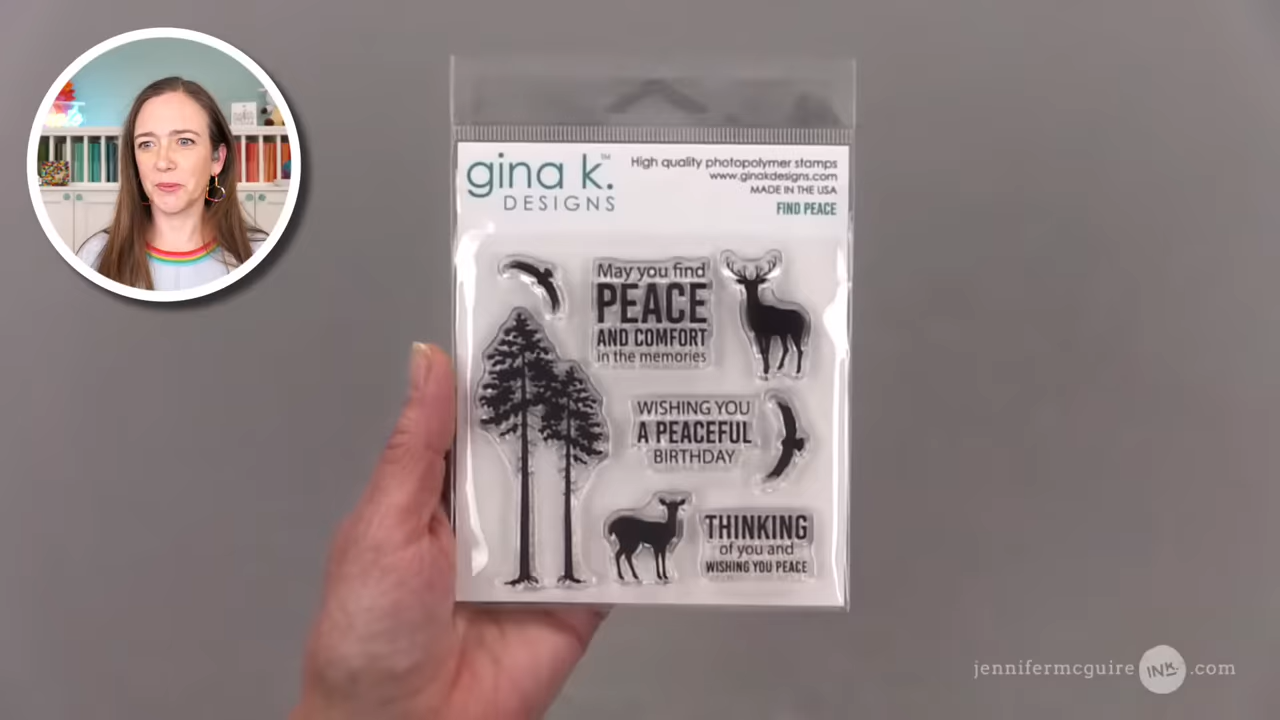 gina k.™
DESIGNS
High quality photopolymer stamps
www.ginakdesigns.com
MADE IN THE USA
FIND PEACE
May you find
PEACE
AND COMFORT
in the memories
WISHING YOU
A PEACEFUL
BIRTHDAY
THINKING
of you and
WISHING YOU PEACE
jennifermcguire INK .com